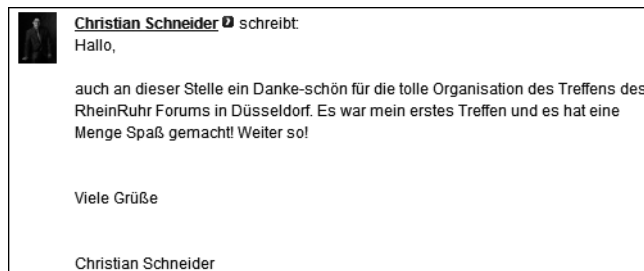 Christian Schneider schreibt:
Hallo,
auch an dieser Stelle ein Danke-schön für die tolle Organisation des Treffens des
RheinRuhr Forums in Düsseldorf. Es war mein erstes Treffen und es hat eine
Menge Spaß gemacht! Weiter so!
Viele Grüße
Christian Schneider